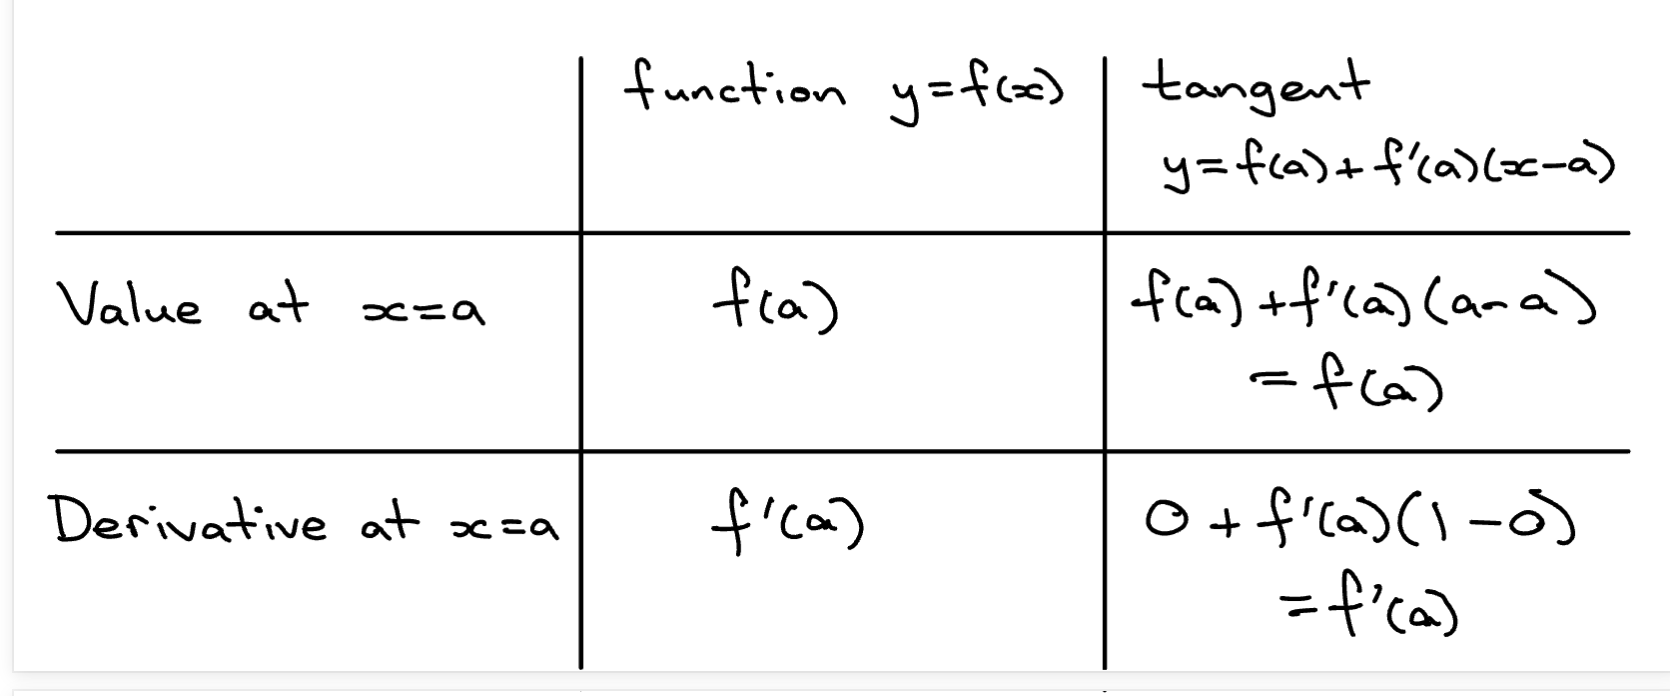 function y=f(x)
tangent
y=f(a)+f'(a)(x-a)
Value at x=a
f(a)
f(a)+f'(a)(a-a)
=f(a)
Derivative at x=a
f'(a)
0+f'(a)(1-0)
=f'(a)